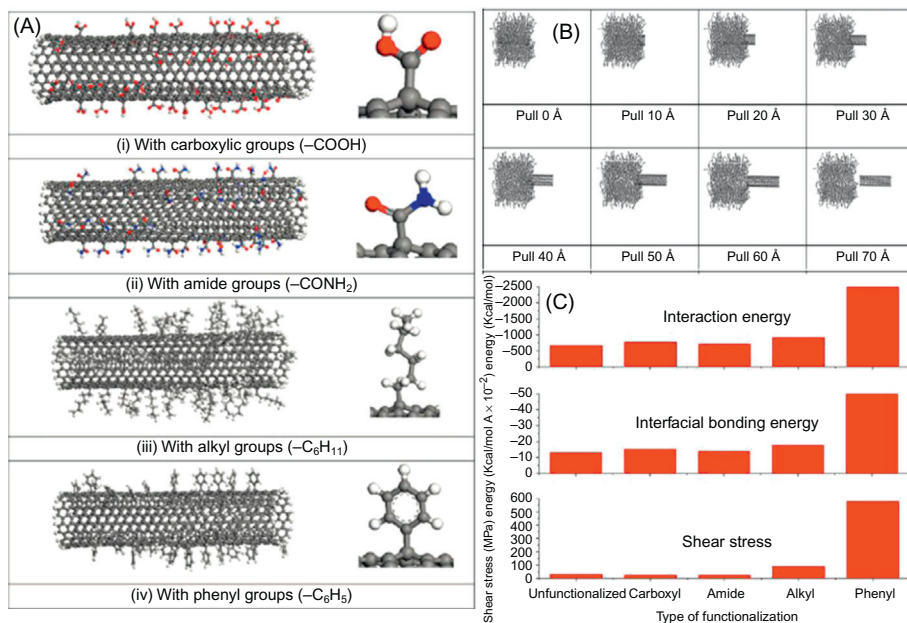 (A)
(i) With carboxylic groups (–COOH)
(ii) With amide groups (–CONH₂)
(iii) With alkyl groups (–C₆H₁₁)
(iv) With phenyl groups (–C₆H₅)
(B)
Pull 0 Å
Pull 10 Å
Pull 20 Å
Pull 30 Å
Pull 40 Å
Pull 50 Å
Pull 60 Å
Pull 70 Å
(C)
Shear stress (MPa) energy (Kcal/mol A × 10⁻²) energy (Kcal/mol)
–2500
–2000
–1500
–1000
–500
0
Interaction energy
–50
–40
–30
–20
–10
0
Interfacial bonding energy
600
500
400
300
200
100
0
Shear stress
Unfunctionalized Carboxyl Amide Alkyl Phenyl
Type of functionalization